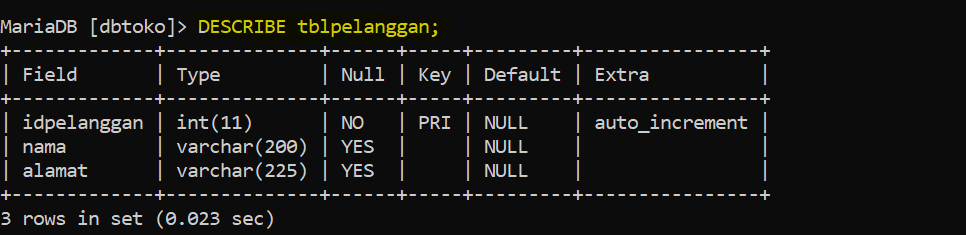 MariaDB [dbtoko]> DESCRIBE tblpelanggan;
+-------------+--------------+------+-----+---------+----------------+
| Field       | Type         | Null | Key | Default | Extra          |
+-------------+--------------+------+-----+---------+----------------+
| idpelanggan | int(11)      | NO   | PRI | NULL    | auto_increment |
| nama        | varchar(200) | YES  |     | NULL    |                |
| alamat      | varchar(225) | YES  |     | NULL    |                |
+-------------+--------------+------+-----+---------+----------------+
3 rows in set (0.023 sec)